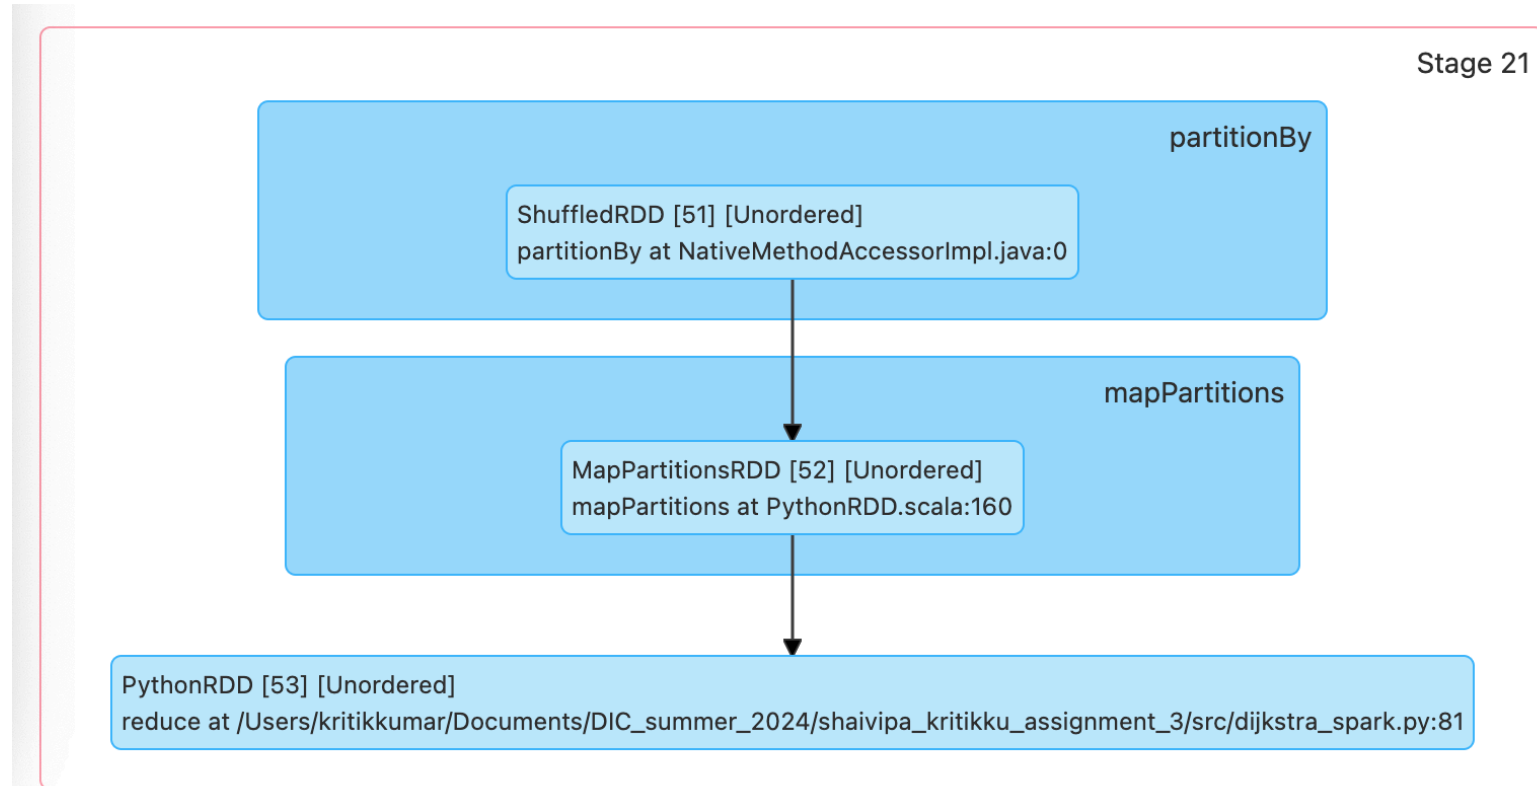 Stage 21
partitionBy
ShuffledRDD [51] [Unordered]
partitionBy at NativeMethodAccessorImpl.java:0
mapPartitions
MapPartitionsRDD [52] [Unordered]
mapPartitions at PythonRDD.scala:160
PythonRDD [53] [Unordered]
reduce at /Users/kritikkumar/Documents/DIC_summer_2024/shaivipa_kritikku_assignment_3/src/dijkstra_spark.py:81